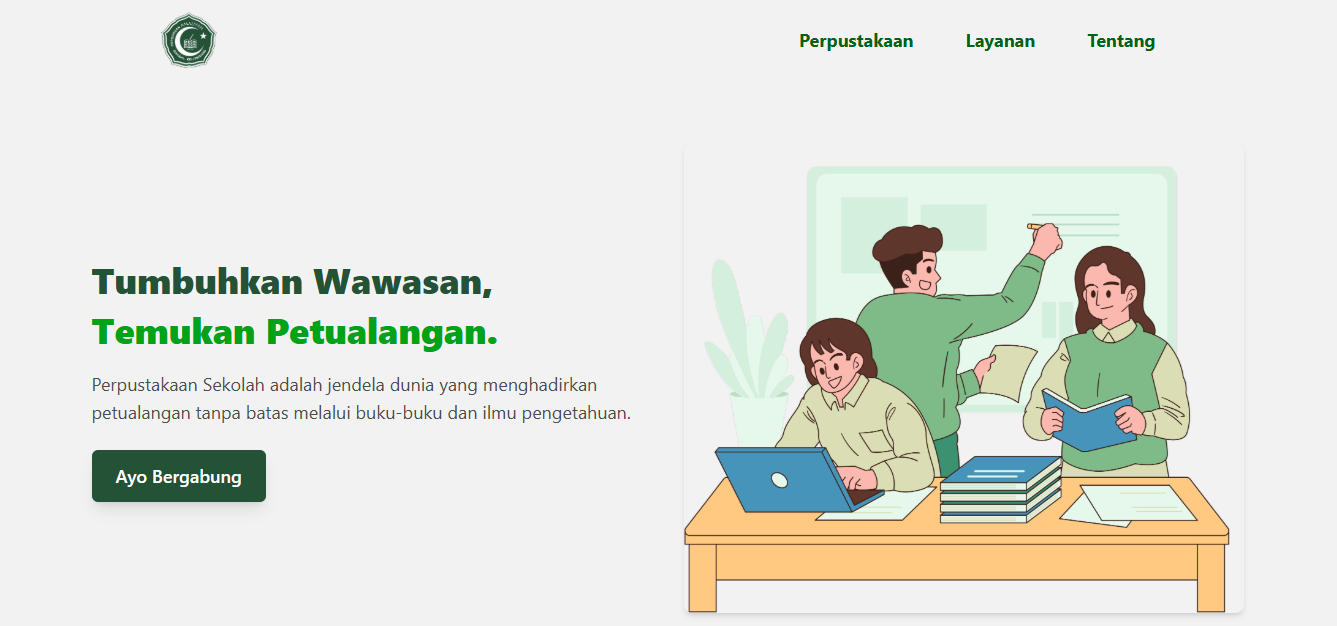 Perpustakaan
Layanan
Tentang
Tumbuhkan Wawasan,
Temukan Petualangan.
Perpustakaan Sekolah adalah jendela dunia yang menghadirkan
petualangan tanpa batas melalui buku-buku dan ilmu pengetahuan.
Ayo Bergabung